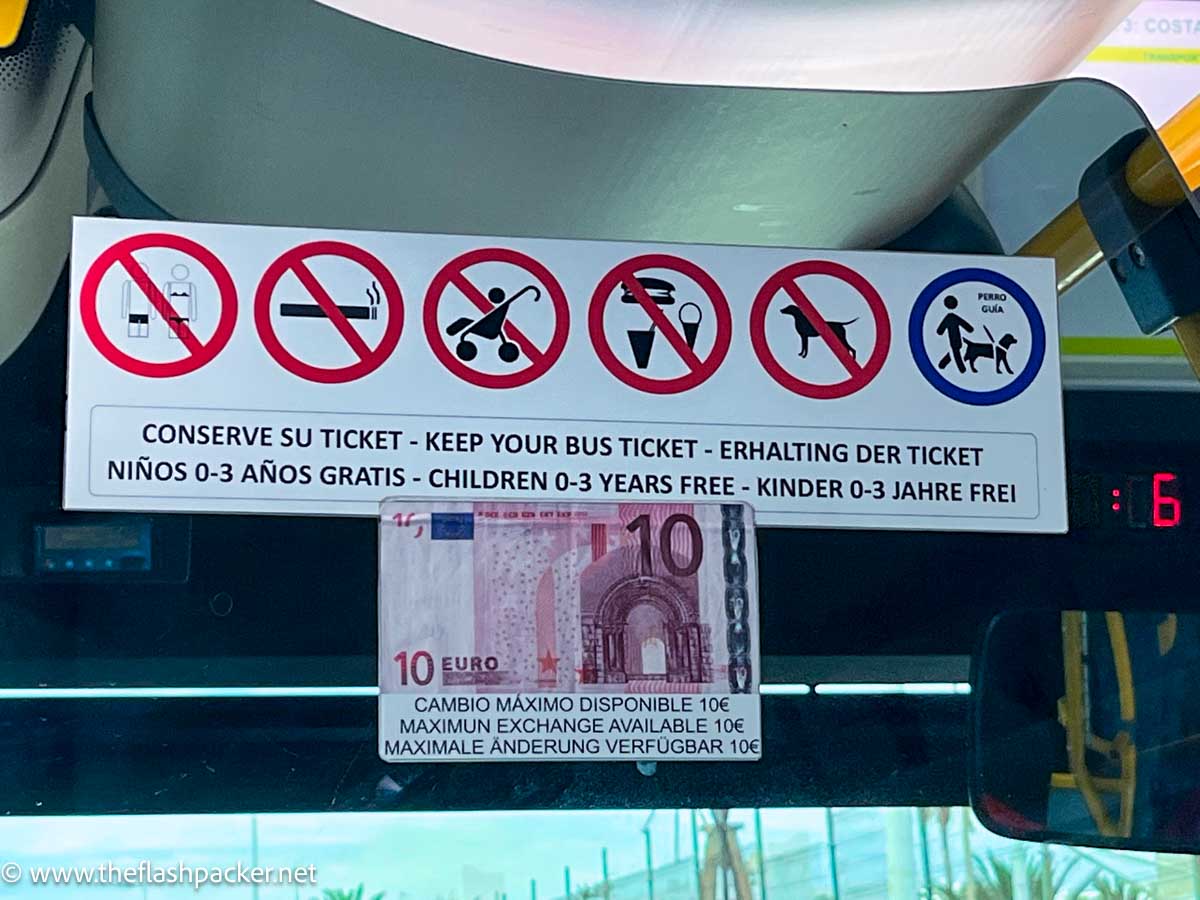 3: COSTA
PERRO
GUÍA
CONSERVE SU TICKET - KEEP YOUR BUS TICKET - ERHALTING DER TICKET
NIÑOS 0-3 AÑOS GRATIS - CHILDREN 0-3 YEARS FREE - KINDER 0-3 JAHRE FREI
: 6
10
10 EURO
CAMBIO MÁXIMO DISPONIBLE 10€
MAXIMUN EXCHANGE AVAILABLE 10€
MAXIMALE ÄNDERUNG VERFÜGBAR 10€
© www.theflashpacker.net